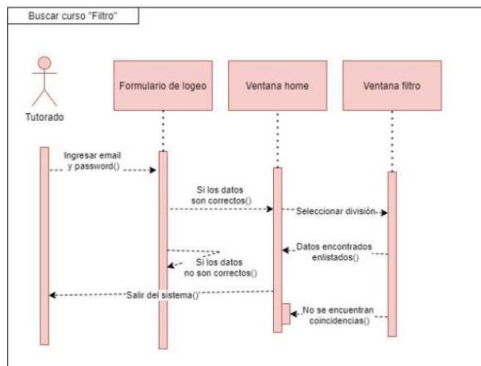 Buscar curso "Filtro"
Formulario de logeo
Ventana home
Ventana filtro
Tutorado
Ingresar email
y password()
Si los datos
son correctos()
Seleccionar división
Datos encontrados
enlistados()
Si los datos
no son correctos()
Salir del sistema()
No se encuentran
coincidencias()